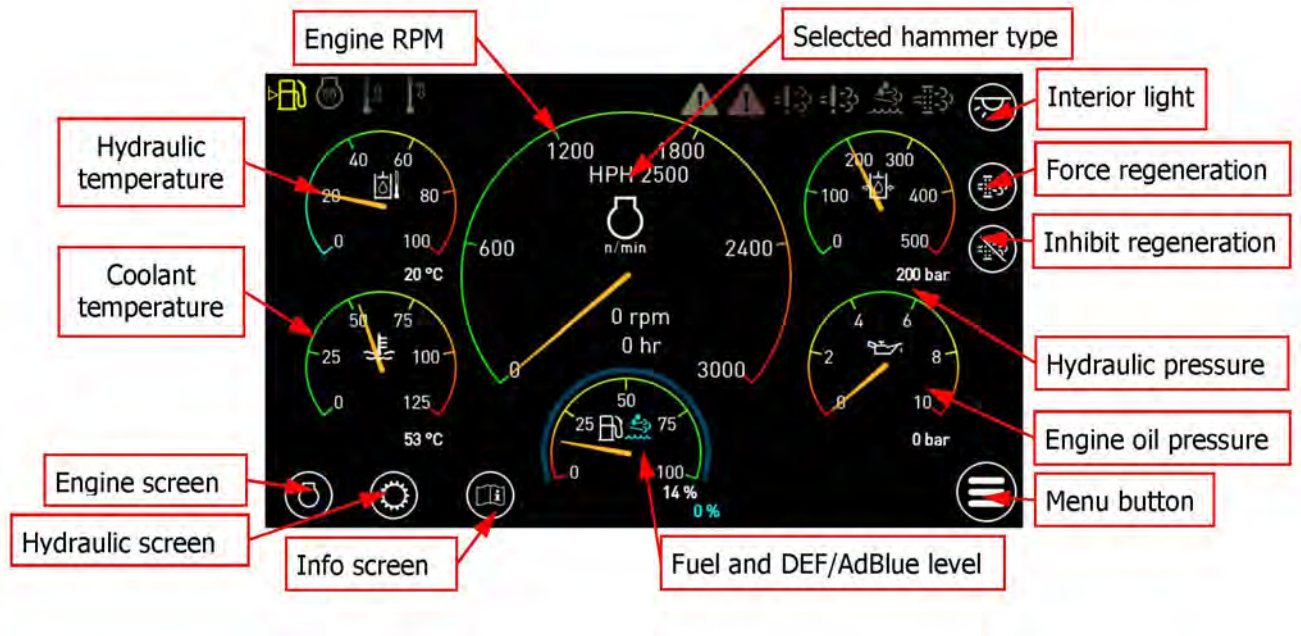 Engine RPM
Selected hammer type
Interior light
Hydraulic
temperature
Force regeneration
Inhibit regeneration
Coolant
temperature
Hydraulic pressure
Engine oil pressure
Engine screen
Menu button
Hydraulic screen
Info screen
Fuel and DEF/AdBlue level
0
20
40
60
80
100
20 °C
0
25
50
75
100
125
53 °C
0
600
1200
1800
2400
3000
HPH 2500
n/min
0 rpm
0 hr
0
25
50
75
100
14 %
0 %
0
100
200
300
400
500
200 bar
0
2
4
6
8
10
0 bar